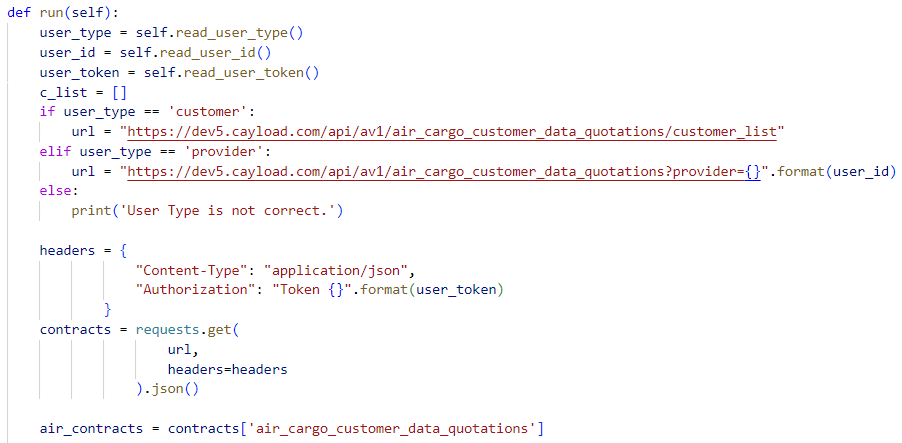 def run(self):
    user_type = self.read_user_type()
    user_id = self.read_user_id()
    user_token = self.read_user_token()
    c_list = []
    if user_type == 'customer':
        url = "https://dev5.cayload.com/api/av1/air_cargo_customer_data_quotations/customer_list"
    elif user_type == 'provider':
        url = "https://dev5.cayload.com/api/av1/air_cargo_customer_data_quotations?provider={}".format(user_id)
    else:
        print('User Type is not correct.')

    headers = {
                "Content-Type": "application/json",
                "Authorization": "Token {}".format(user_token)
            }
    contracts = requests.get(
                    url,
                    headers=headers
                ).json()

    air_contracts = contracts['air_cargo_customer_data_quotations']